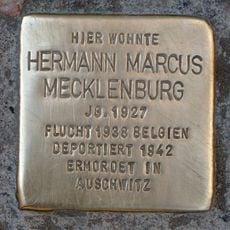 HIER WOHNTE
HERMANN MARCUS
MECKLENBURG
JG. 1927
FLUCHT 1938 BELGIEN
DEPORTIERT 1942
ERMORDET IN
AUSCHWITZ